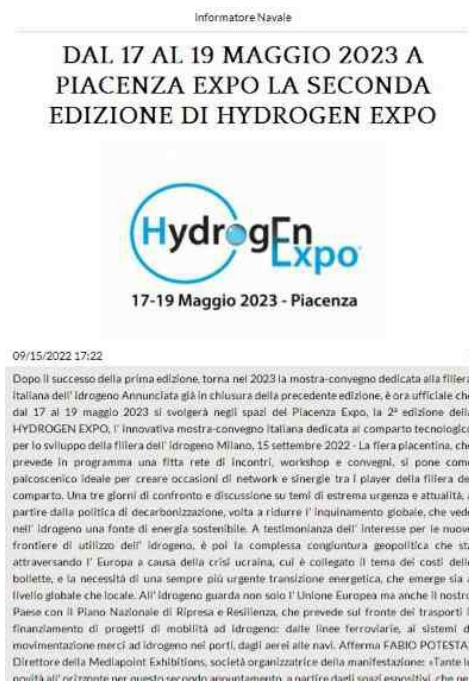 Informatore Navale
DAL 17 AL 19 MAGGIO 2023 A
PIACENZA EXPO LA SECONDA
EDIZIONE DI HYDROGEN EXPO
HydrogEn
Expo
17-19 Maggio 2023 - Piacenza
09/15/2022 17:22
Dopo il successo della prima edizione, torna nel 2023 la mostra-convegno dedicata alla filiera
italiana dell' idrogeno Annunciata già in chiusura della precedente edizione, è ora ufficiale che
dal 17 al 19 maggio 2023 si svolgerà negli spazi del Piacenza Expo, la 2ª edizione della
HYDROGEN EXPO, l' innovativa mostra-convegno italiana dedicata al comparto tecnologico
per lo sviluppo della filiera dell' idrogeno Milano, 15 settembre 2022 - La fiera piacentina, che
prevede in programma una fitta rete di incontri, workshop e convegni, si pone come
palcoscenico ideale per creare occasioni di network e sinergie tra i player della filiera del
comparto. Una tre giorni di confronto e discussione su temi di estrema urgenza e attualità, a
partire dalla politica di decarbonizzazione, volta a ridurre l' inquinamento globale, che vede
nell' idrogeno una fonte di energia sostenibile. A testimonianza dell' interesse per le nuove
frontiere di utilizzo dell' idrogeno, è poi la complessa congiuntura geopolitica che sta
attraversando l' Europa a causa della crisi ucraina, cui è collegato il tema dei costi delle
bollette, e la necessità di una sempre più urgente transizione energetica, che emerge sia a
livello globale che locale. All' idrogeno guarda non solo l' Unione Europea ma anche il nostro
Paese con il Piano Nazionale di Ripresa e Resilienza, che prevede sul fronte dei trasporti il
finanziamento di progetti di mobilità ad idrogeno: dalle linee ferroviarie, ai sistemi di
movimentazione merci ad idrogeno nei porti, dagli aerei alle navi. Afferma FABIO POTESTA'
Direttore della Mediapoint Exhibitions, società organizzatrice della manifestazione: «Tante le
novità all' orizzonte per questo secondo appuntamento, a partire dagli spazi espositivi, che